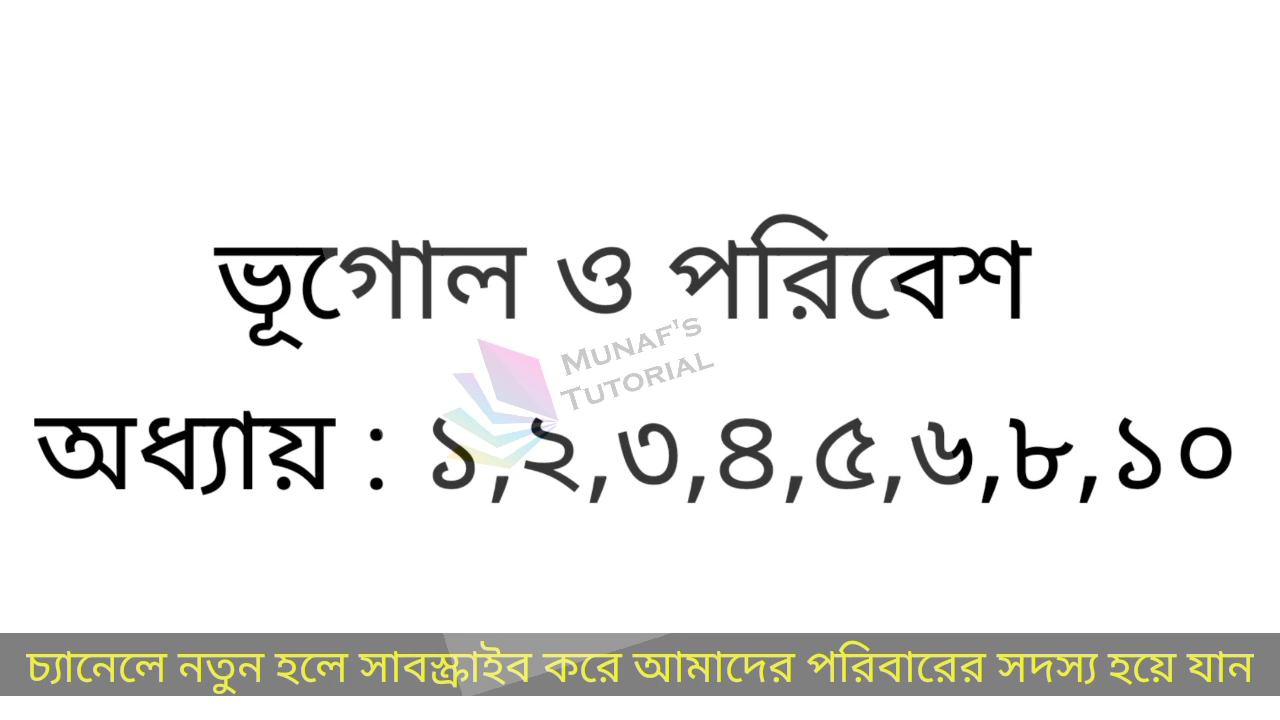 ভূগোল ও পরিবেশ
MUNAF'S
TUTORIAL
অধ্যায় : ১,২,৩,৪,৫,৬,৮,১০
চ্যানেলে নতুন হলে সাবস্ক্রাইব করে আমাদের পরিবারের সদস্য হয়ে যান